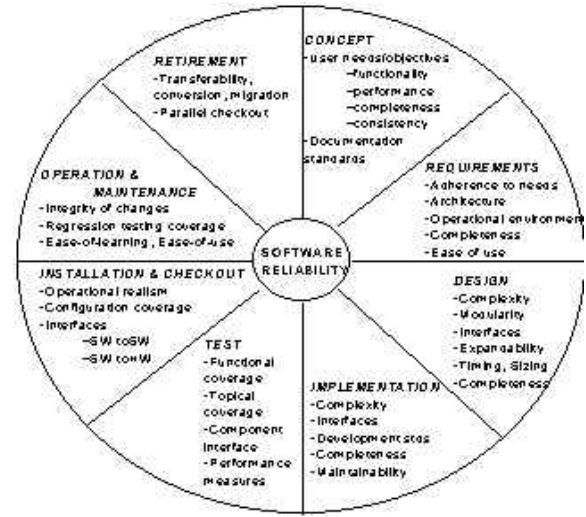 CONCEPT
-User needs/objectives
-functionality
-performance
-completeness
-consistency
-Documentation
standards
REQUIREMENTS
-Adherence to needs
-Architecture
-Operational environment
-Completeness
-Ease of use
DESIGN
-Complexity
-Modularity
-Interfaces
-Expandability
-Timing, Sizing
-Completeness
IMPLEMENTATION
-Complexity
-Interfaces
-Development stds
-Completeness
-Maintainability
TEST
-Functional
coverage
-Topical
coverage
-Component
interface
-Performance
measures
INSTALLATION & CHECKOUT
-Operational realism
-Configuration coverage
-Interfaces
-SW to SW
-SW to HW
OPERATION &
MAINTENANCE
-Integrity of changes
-Regression testing coverage
-Ease-of-learning, Ease-of-use
RETIREMENT
-Transferability,
conversion, migration
-Parallel checkout
SOFTWARE
RELIABILITY